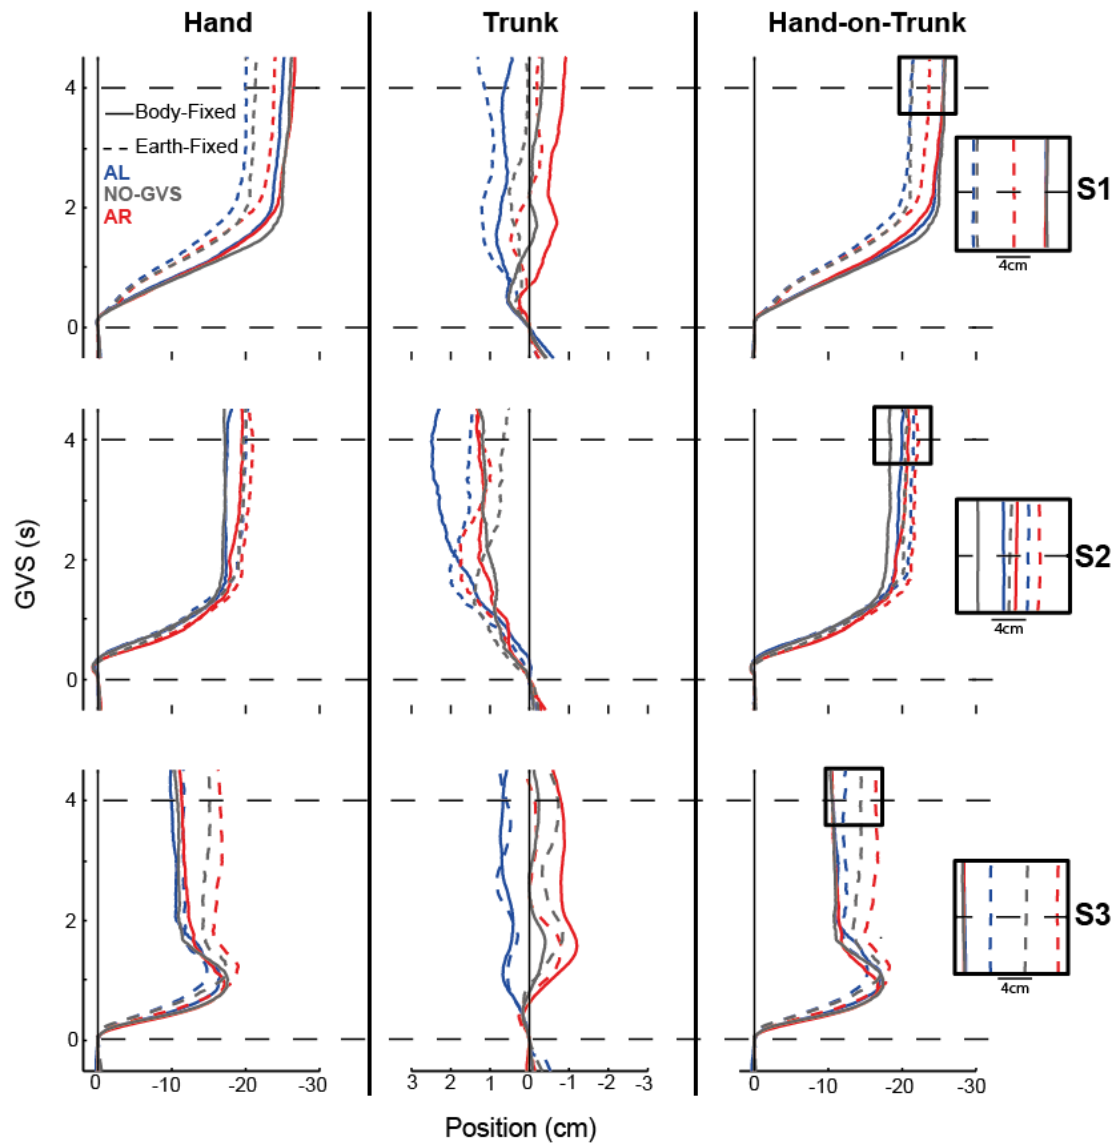 Hand Trunk Hand-on-Trunk
4
Body-Fixed
Earth-Fixed
AL
NO-GVS
AR
2
0
4cm
S1
4
2
0
4cm
S2
GVS (s)
4
2
0
4cm
S3
0 -10 -20 -30 3 2 1 0 -1 -2 -3 0 -10 -20 -30
Position (cm)